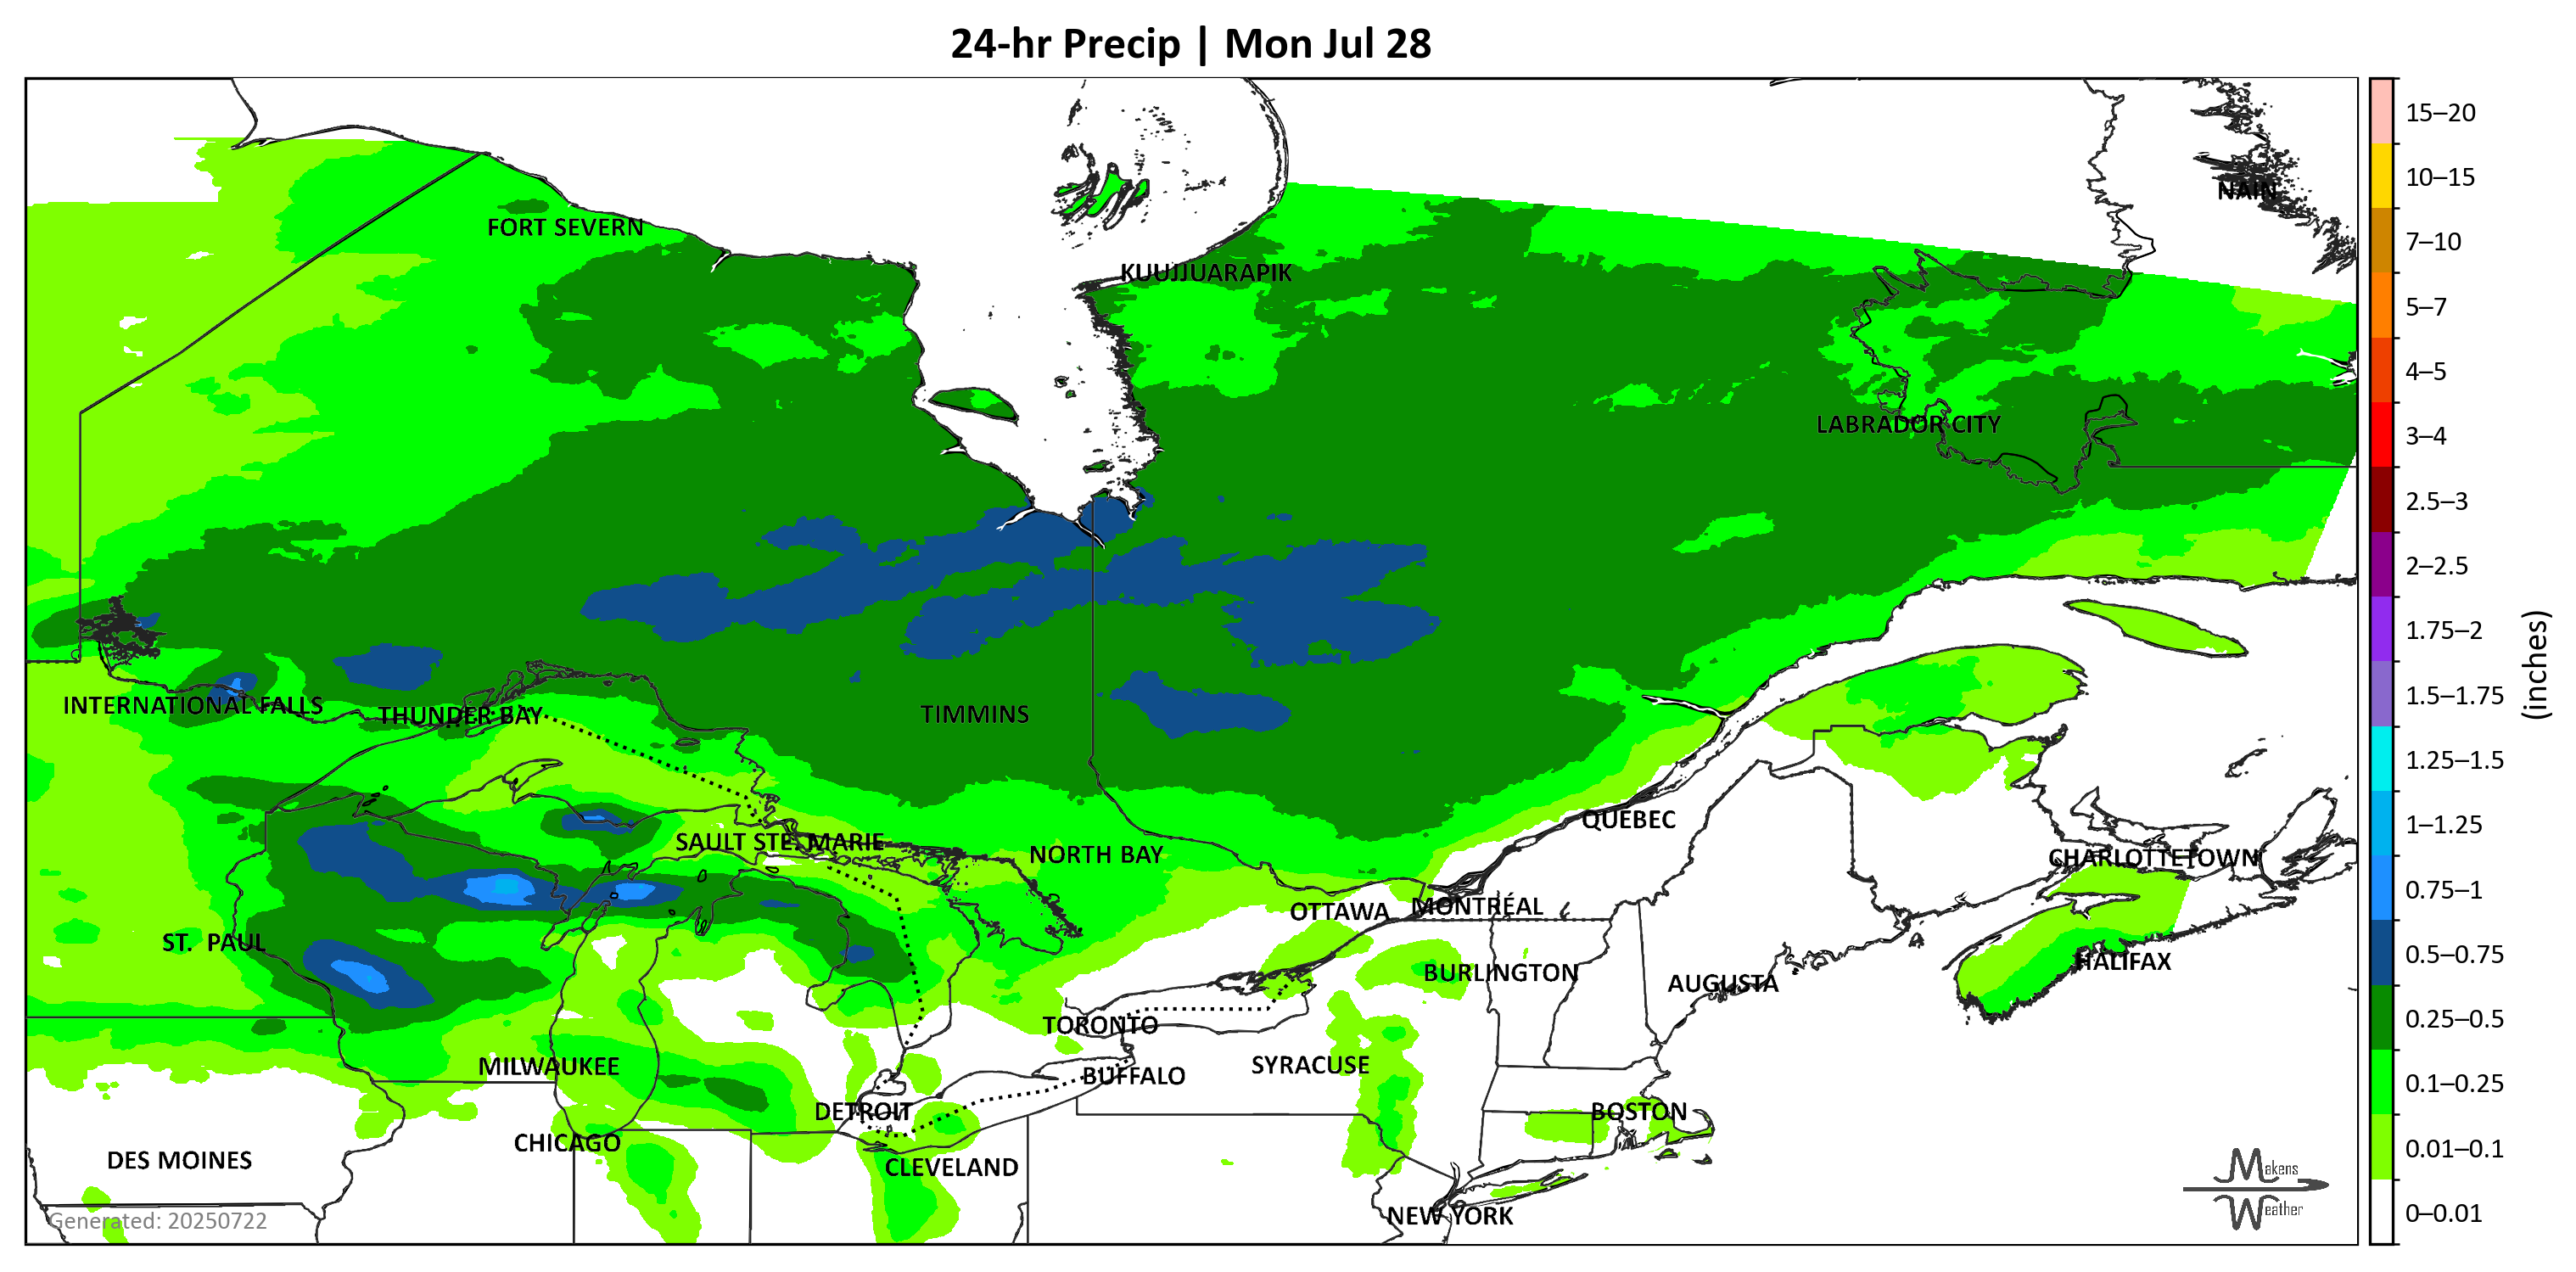 24-hr Precip | Mon Jul 28
15–20
10–15
NAIN
FORT SEVERN
7–10
KUUJJUARAPIK
5–7
4–5
LABRADOR CITY
3–4
2.5–3
2–2.5
1.75–2
(inches)
INTERNATIONAL FALLS
THUNDER BAY
TIMMINS
1.5–1.75
1.25–1.5
QUEBEC
1–1.25
SAULT STE. MARIE
NORTH BAY
CHARLOTTETOWN
0.75–1
OTTAWA
MONTRÉAL
ST. PAUL
HALIFAX
0.5–0.75
BURLINGTON
AUGUSTA
TORONTO
0.25–0.5
MILWAUKEE
BUFFALO
SYRACUSE
0.1–0.25
DETROIT
BOSTON
CHICAGO
0.01–0.1
DES MOINES
CLEVELAND
Makens
Weather
Generated: 20250722
NEW YORK
0–0.01